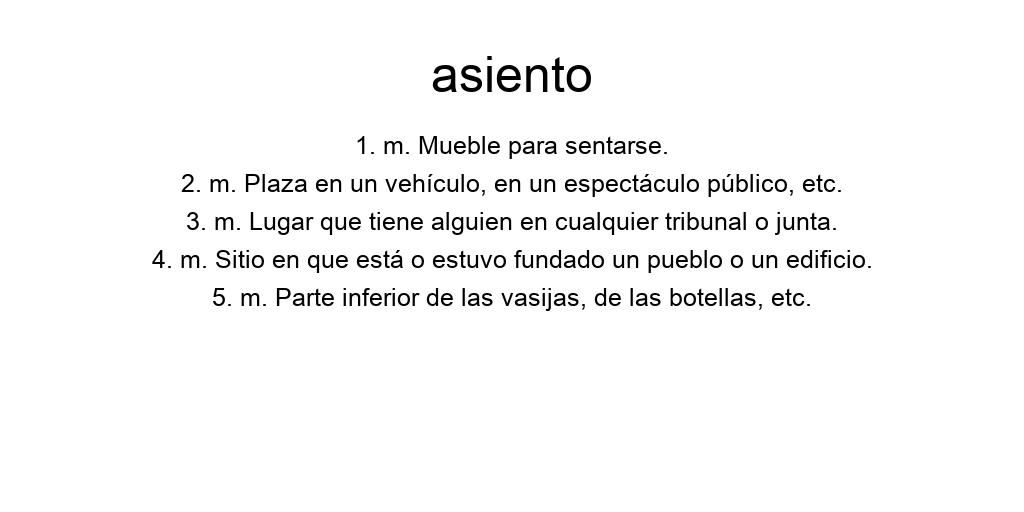 asiento
1. m. Mueble para sentarse.
2. m. Plaza en un vehículo, en un espectáculo público, etc.
3. m. Lugar que tiene alguien en cualquier tribunal o junta.
4. m. Sitio en que está o estuvo fundado un pueblo o un edificio.
5. m. Parte inferior de las vasijas, de las botellas, etc.